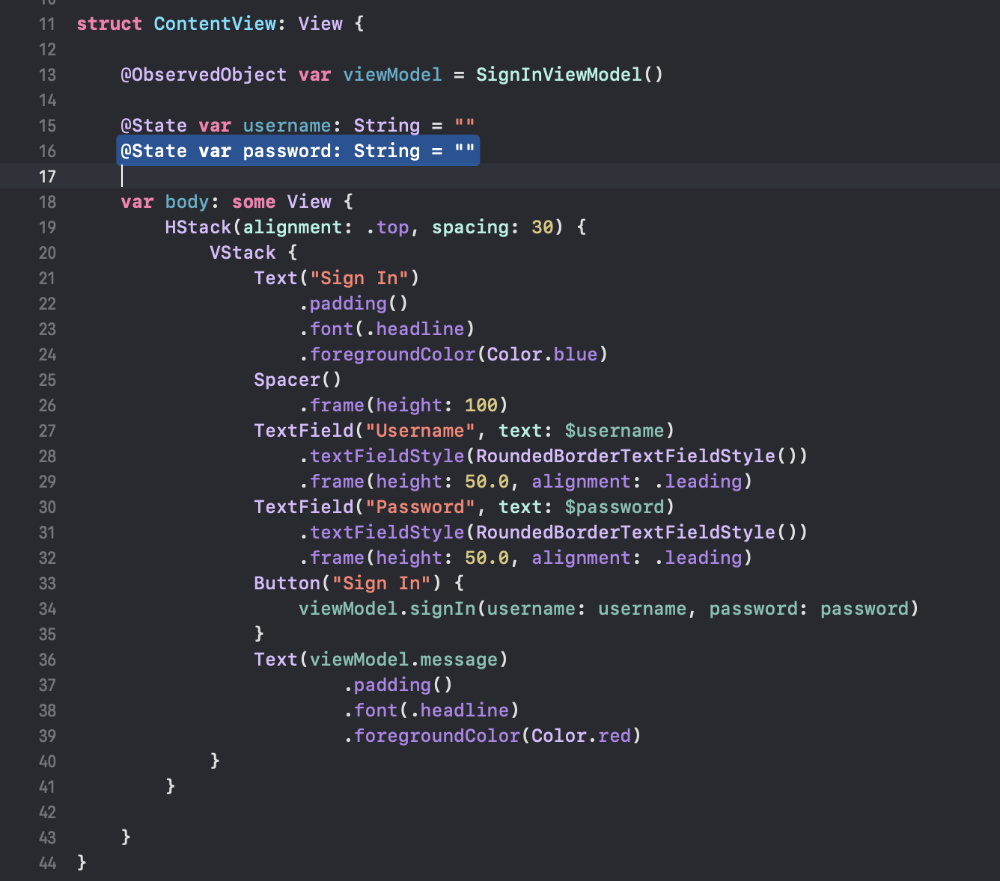 10
11 struct ContentView: View {
12
13     @ObservedObject var viewModel = SignInViewModel()
14
15     @State var username: String = ""
16     @State var password: String = ""
17
18     var body: some View {
19         HStack(alignment: .top, spacing: 30) {
20             VStack {
21                 Text("Sign In")
22                     .padding()
23                     .font(.headline)
24                     .foregroundColor(Color.blue)
25                 Spacer()
26                     .frame(height: 100)
27                 TextField("Username", text: $username)
28                     .textFieldStyle(RoundedBorderTextFieldStyle())
29                     .frame(height: 50.0, alignment: .leading)
30                 TextField("Password", text: $password)
31                     .textFieldStyle(RoundedBorderTextFieldStyle())
32                     .frame(height: 50.0, alignment: .leading)
33                 Button("Sign In") {
34                     viewModel.signIn(username: username, password: password)
35                 }
36                 Text(viewModel.message)
37                         .padding()
38                         .font(.headline)
39                         .foregroundColor(Color.red)
40             }
41         }
42
43     }
44 }